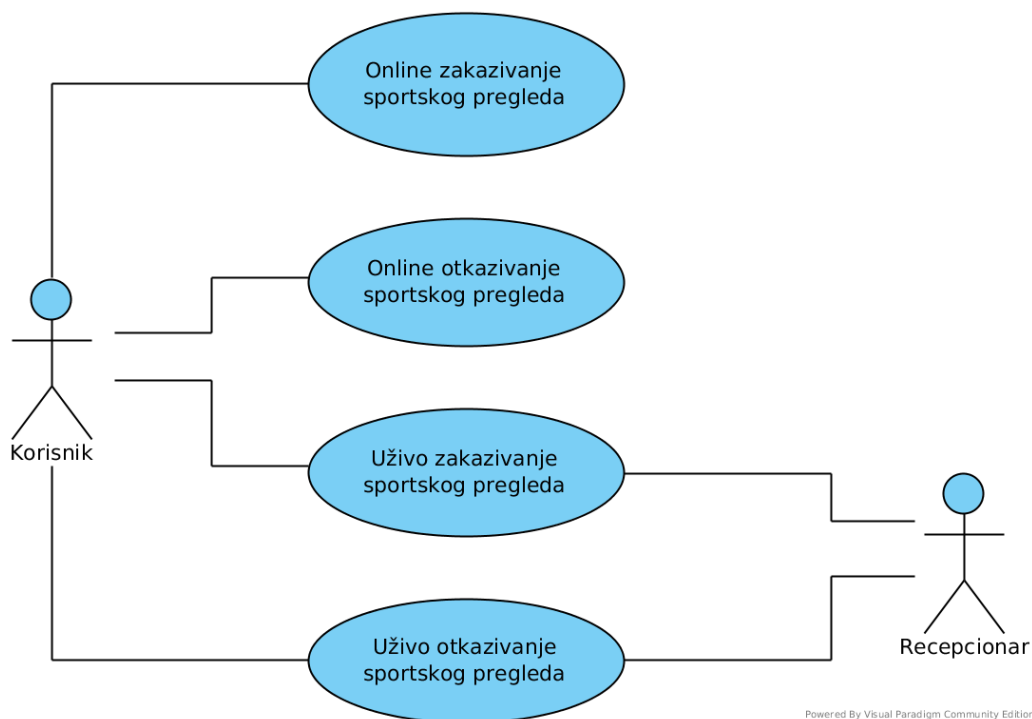 Online zakazivanje
sportskog pregleda
Online otkazivanje
sportskog pregleda
Korisnik
Uživo zakazivanje
sportskog pregleda
Uživo otkazivanje
sportskog pregleda
Recepcionar
Powered By Visual Paradigm Community Edition